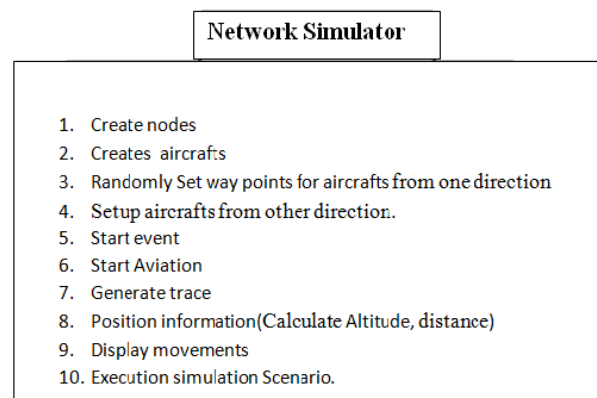 Network Simulator
1. Create nodes
2. Creates aircrafts
3. Randomly Set way points for aircrafts from one direction
4. Setup aircrafts from other direction.
5. Start event
6. Start Aviation
7. Generate trace
8. Position information(Calculate Altitude, distance)
9. Display movements
10. Execution simulation Scenario.